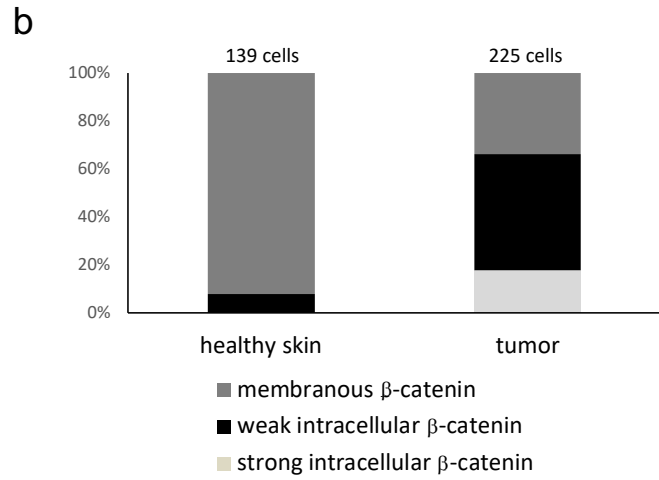 b
139 cells 225 cells
100%
80%
60%
40%
20%
0%
healthy skin tumor
membranous β-catenin
weak intracellular β-catenin
strong intracellular β-catenin